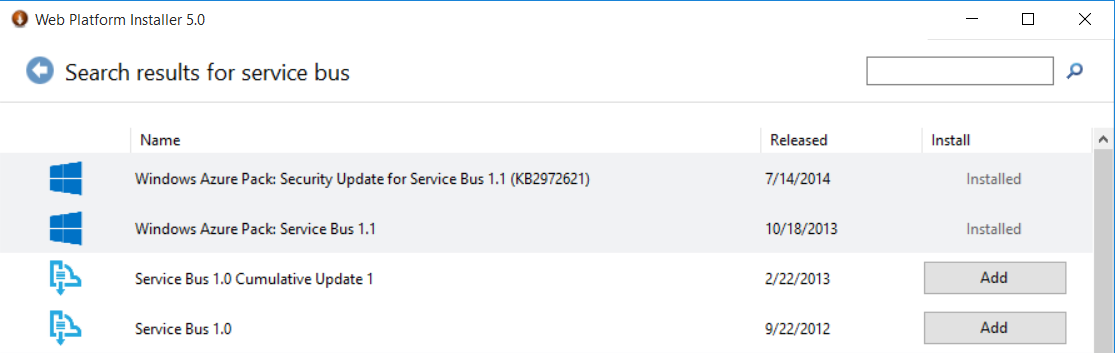 Web Platform Installer 5.0
Search results for service bus
Name Released Install
Windows Azure Pack: Security Update for Service Bus 1.1 (KB2972621) 7/14/2014 Installed
Windows Azure Pack: Service Bus 1.1 10/18/2013 Installed
Service Bus 1.0 Cumulative Update 1 2/22/2013 Add
Service Bus 1.0 9/22/2012 Add